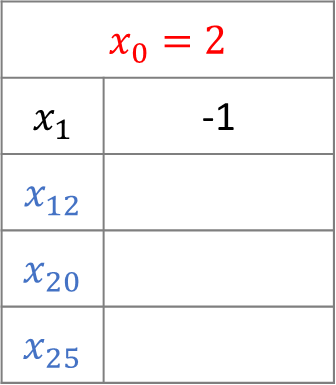 x₀ = 2
x₁ -1
x₁₂
x₂₀
x₂₅